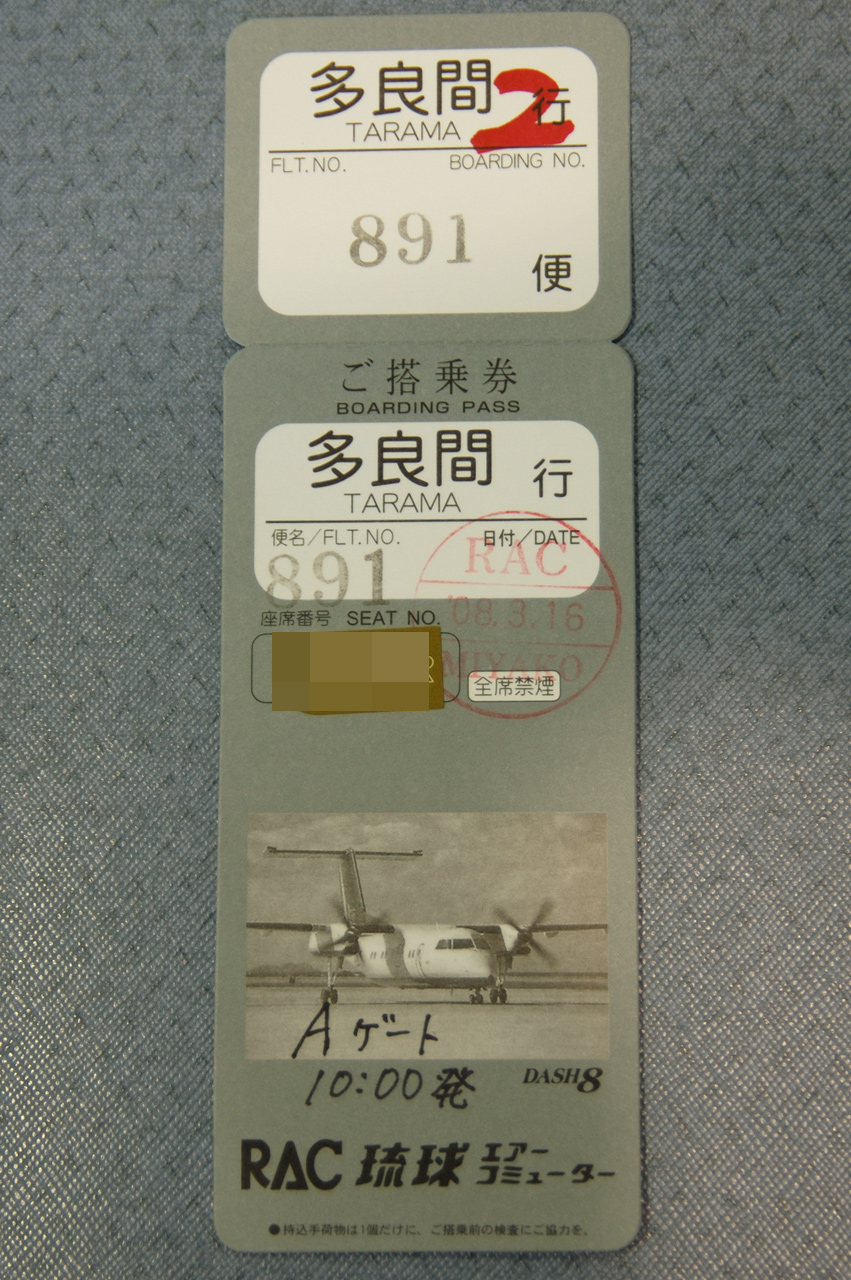 多良間行
2
TARAMA
FLT.NO. BOARDING NO.
891
便
ご搭乗券
BOARDING PASS
多良間 行
TARAMA
便名/FLT.NO. 日付/DATE
891
RAC
'08.3.16
MIYAKO
座席番号 SEAT NO.
全席禁煙
Aゲート
10:00発
DASH8
RAC 琉球エアーコミューター
●持込手荷物は1個だけに、ご搭乗前の検査にご協力を。